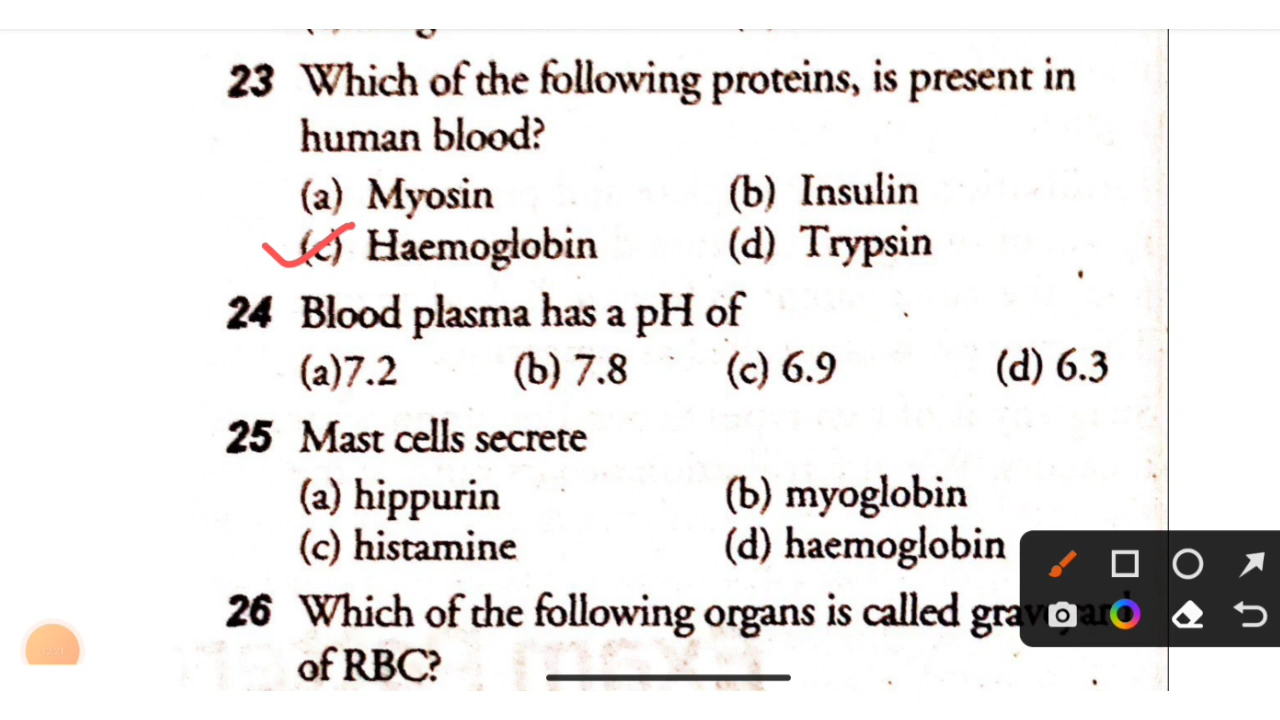 23 Which of the following proteins, is present in
human blood?
(a) Myosin (b) Insulin
(c) Haemoglobin (d) Trypsin
24 Blood plasma has a pH of
(a)7.2 (b) 7.8 (c) 6.9 (d) 6.3
25 Mast cells secrete
(a) hippurin (b) myoglobin
(c) histamine (d) haemoglobin
26 Which of the following organs is called graveyard
of RBC?